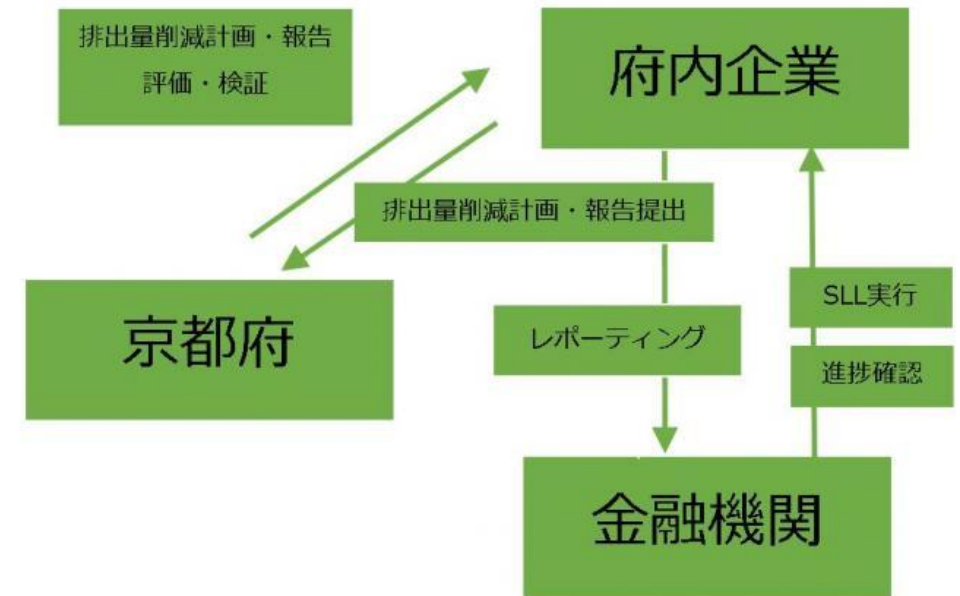 排出量削減計画・報告
評価・検証
府内企業
排出量削減計画・報告提出
京都府
レポーティング
SLL実行
進捗確認
金融機関